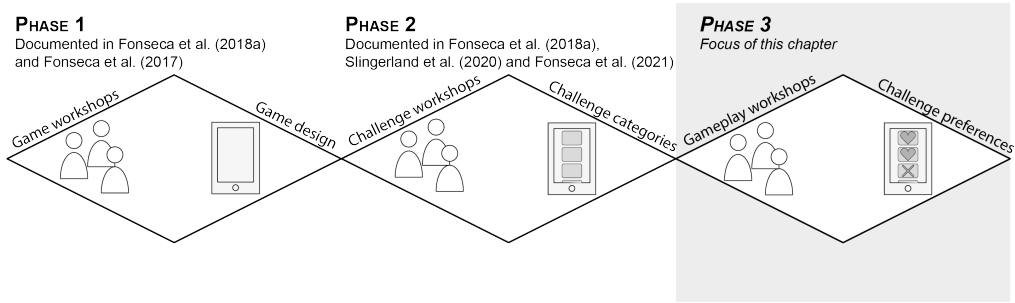 PHASE 1
Documented in Fonseca et al. (2018a)
and Fonseca et al. (2017)
Game workshops
Game design
PHASE 2
Documented in Fonseca et al. (2018a),
Slingerland et al. (2020) and Fonseca et al. (2021)
Challenge workshops
Challenge categories
PHASE 3
Focus of this chapter
Gameplay workshops
Challenge preferences